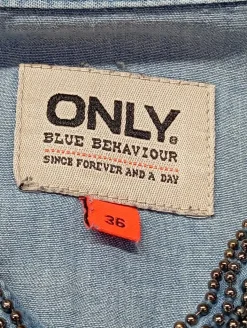 ONLY®
BLUE BEHAVIOUR
SINCE FOREVER AND A DAY
36